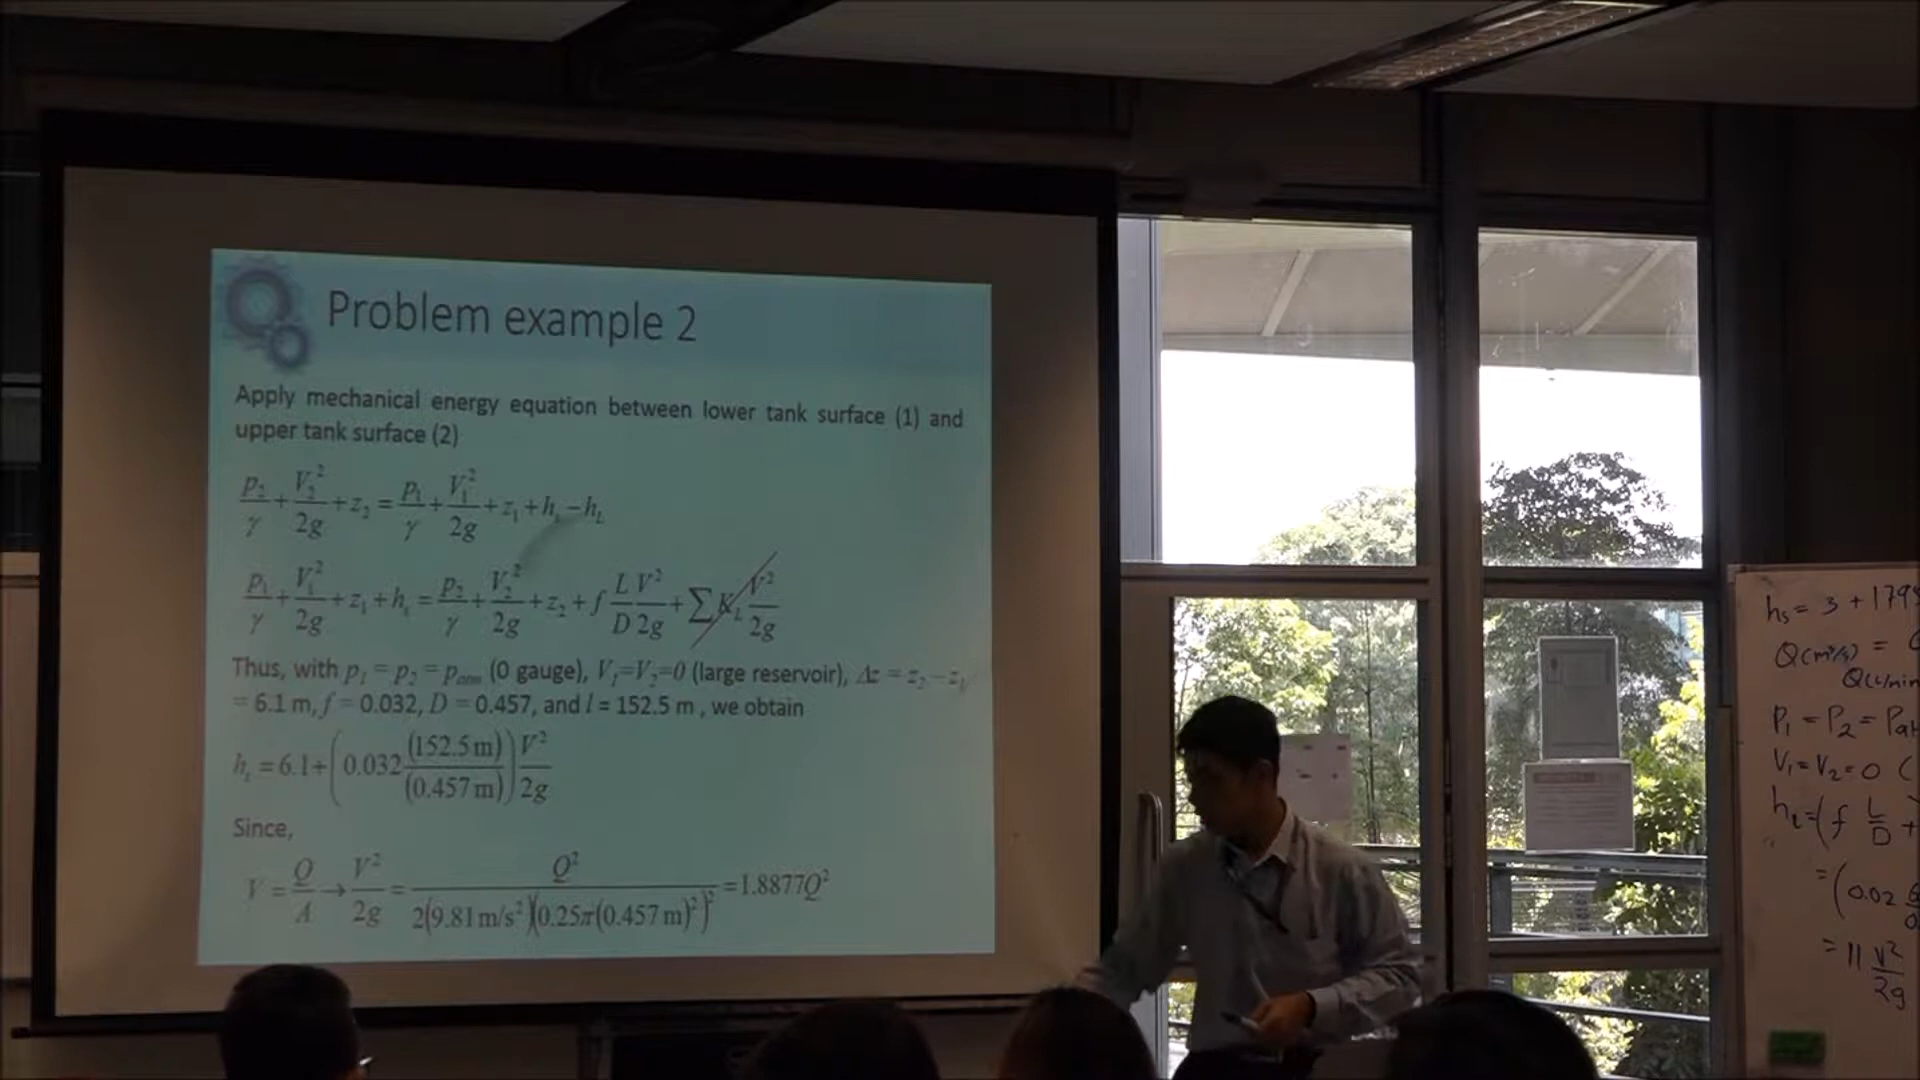 Problem example 2
Apply mechanical energy equation between lower tank surface (1) and
upper tank surface (2)
p₂/γ + V₂²/2g + z₂ = p₁/γ + V₁²/2g + z₁ + hₛ − h_L
p₁/γ + V₁²/2g + z₁ + hₛ = p₂/γ + V₂²/2g + z₂ + f L/D V²/2g + ∑ K_L V²/2g
Thus, with p₁ = p₂ = pₐₜₘ (0 gauge), V₁=V₂=0 (large reservoir), Δz = z₂ − z₁
= 6.1 m, f = 0.032, D = 0.457, and l = 152.5 m , we obtain
hₛ = 6.1+(0.032 (152.5 m)/(0.457 m)) V²/2g
Since,
V = Q/A → V²/2g = Q²/2(9.81 m/s²)(0.25π(0.457 m)²)² = 1.8877Q²
hs = 3 + 179
Q(m³/s) =
Q(L/min
P₁ = P₂ = Pat
V₁ = V₂ = 0 (
h_L = (f L/D +
= (0.02
= 11 V²/2g